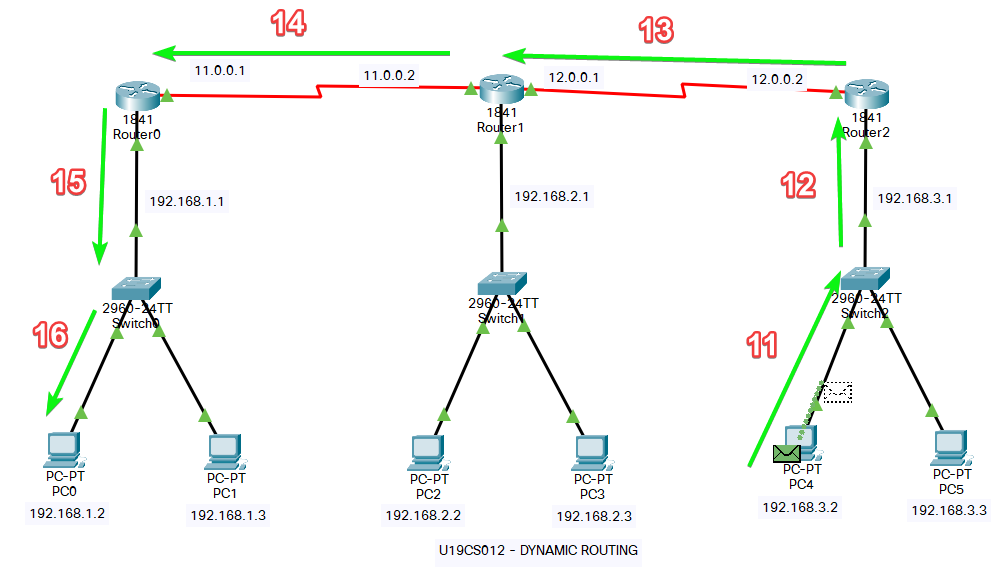 14
13
11.0.0.1
11.0.0.2
12.0.0.1
12.0.0.2
1841
Router0
1841
Router1
1841
Router2
15
12
192.168.1.1
192.168.2.1
192.168.3.1
2960-24TT
Switch0
2960-24TT
Switch1
2960-24TT
Switch2
16
11
PC-PT
PC0
PC-PT
PC1
PC-PT
PC2
PC-PT
PC3
PC-PT
PC4
PC-PT
PC5
192.168.1.2
192.168.1.3
192.168.2.2
192.168.2.3
192.168.3.2
192.168.3.3
U19CS012 - DYNAMIC ROUTING